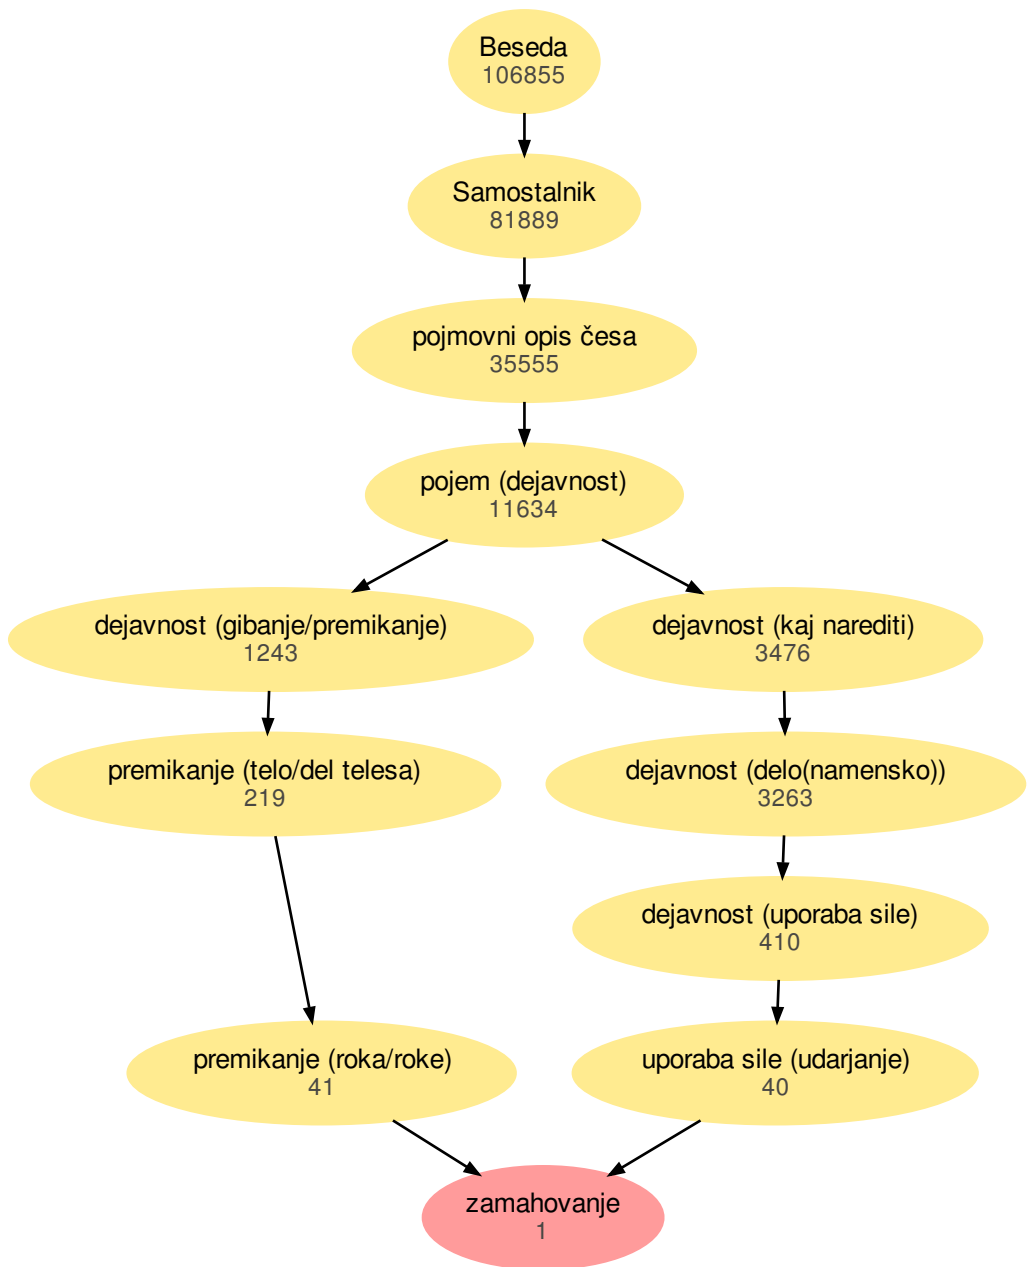 Beseda
106855
Samostalnik
81889
pojmovni opis česa
35555
pojem (dejavnost)
11634
dejavnost (gibanje/premikanje)
1243
dejavnost (kaj narediti)
3476
premikanje (telo/del telesa)
219
dejavnost (delo(namensko))
3263
dejavnost (uporaba sile)
410
premikanje (roka/roke)
41
uporaba sile (udarjanje)
40
zamahovanje
1